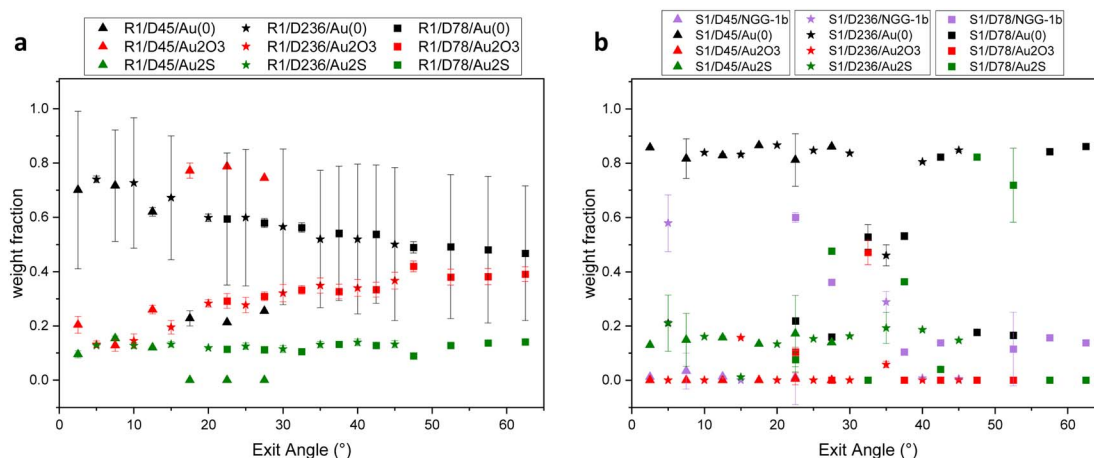 a
R1/D45/Au(0) R1/D236/Au(0) R1/D78/Au(0)
R1/D45/Au2O3 R1/D236/Au2O3 R1/D78/Au2O3
R1/D45/Au2S R1/D236/Au2S R1/D78/Au2S
1.0
0.8
0.6
0.4
0.2
0.0
weight fraction
0 10 20 30 40 50 60
Exit Angle (°)
b
S1/D45/NGG-1b S1/D236/NGG-1b S1/D78/NGG-1b
S1/D45/Au(0) S1/D236/Au(0) S1/D78/Au(0)
S1/D45/Au2O3 S1/D236/Au2O3 S1/D78/Au2O3
S1/D45/Au2S S1/D236/Au2S S1/D78/Au2S
1.0
0.8
0.6
0.4
0.2
0.0
weight fraction
0 10 20 30 40 50 60
Exit Angle (°)